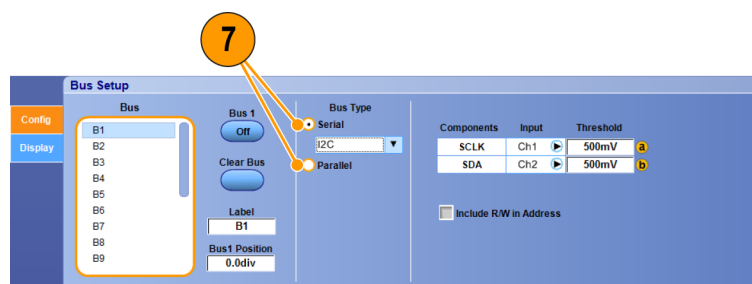 7
Bus Setup
Config
Display
Bus
B1
B2
B3
B4
B5
B6
B7
B8
B9
Bus 1
Off
Clear Bus
Label
B1
Bus1 Position
0.0div
Bus Type
Serial
I2C
Parallel
Components Input Threshold
SCLK Ch1 500mV a
SDA Ch2 500mV b
Include R/W in Address